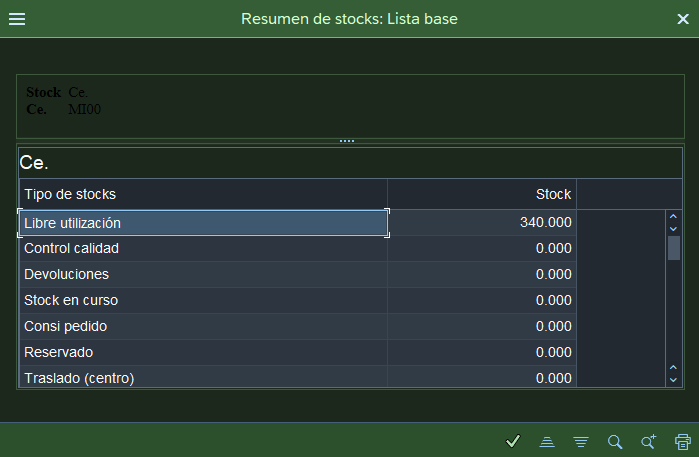 Resumen de stocks: Lista base
Stock Ce.
Ce. MI00
Ce.
Tipo de stocks Stock
Libre utilización 340.000
Control calidad 0.000
Devoluciones 0.000
Stock en curso 0.000
Consi pedido 0.000
Reservado 0.000
Traslado (centro) 0.000